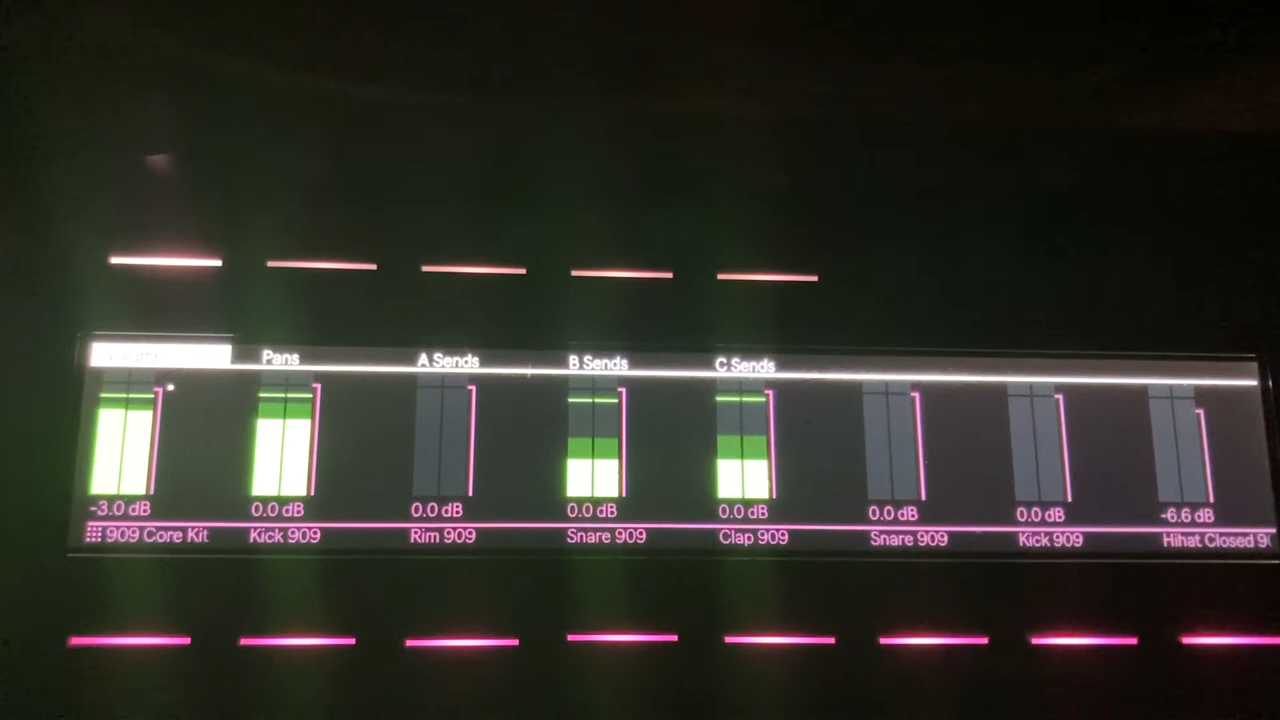 Pans A Sends B Sends C Sends
-3.0 dB 0.0 dB 0.0 dB 0.0 dB 0.0 dB 0.0 dB 0.0 dB -6.6 dB
909 Core Kit Kick 909 Rim 909 Snare 909 Clap 909 Snare 909 Kick 909 Hihat Closed